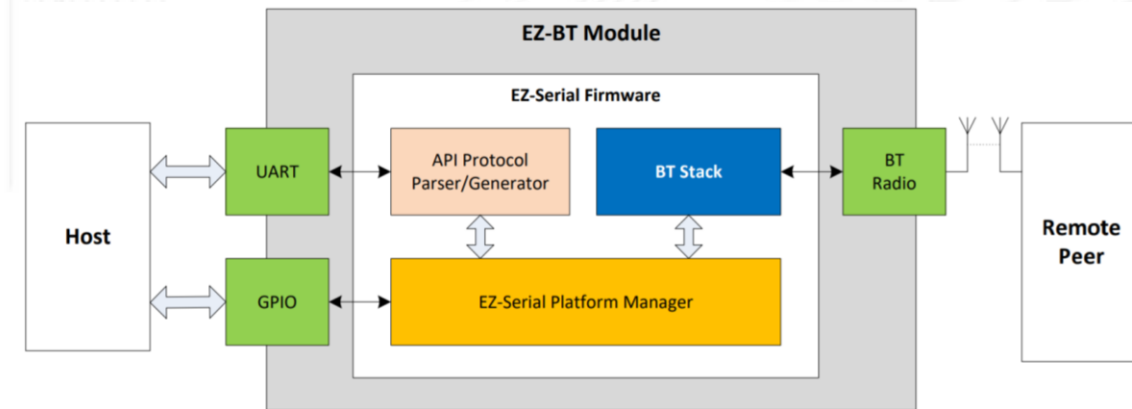 EZ-BT Module
EZ-Serial Firmware
Host
UART
API Protocol
Parser/Generator
BT Stack
BT
Radio
Remote
Peer
GPIO
EZ-Serial Platform Manager